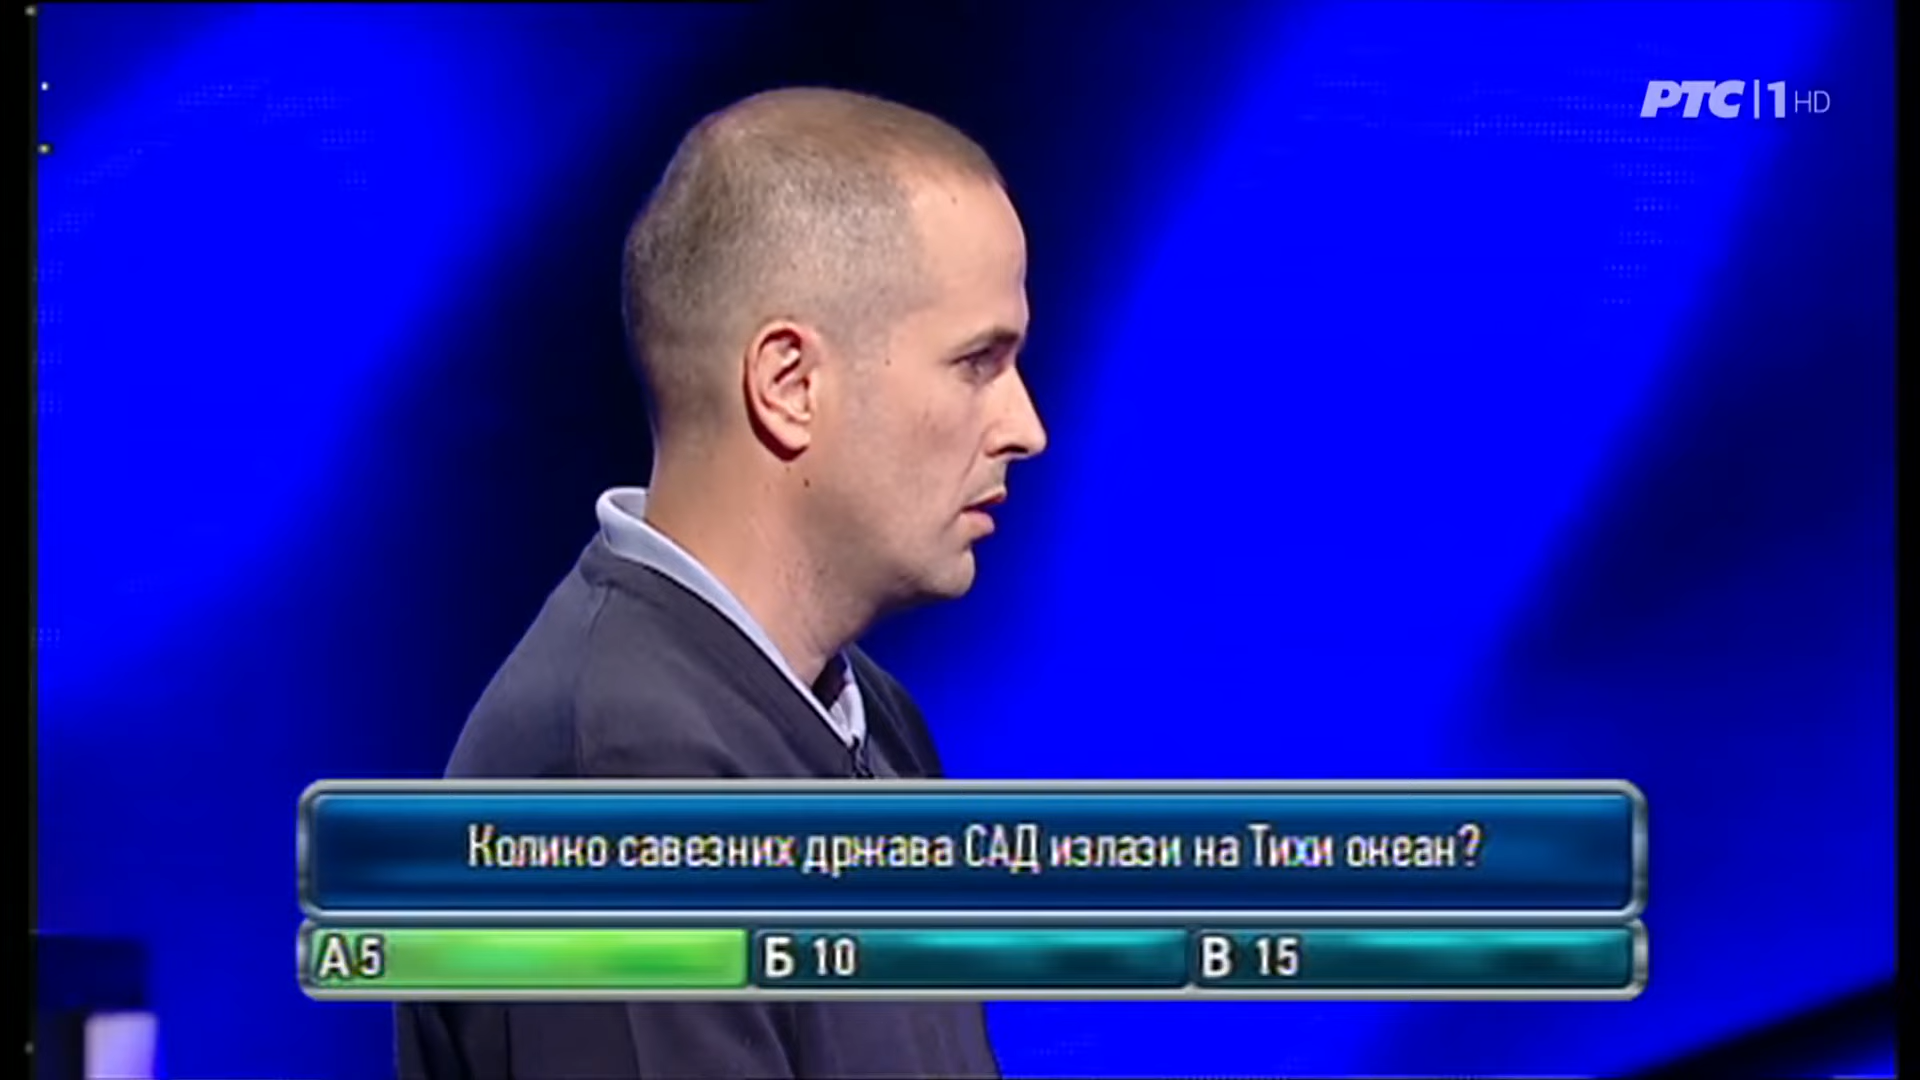 РТС|1 HD
Колико савезних држава САД излази на Тихи океан?
А 5
Б 10
В 15